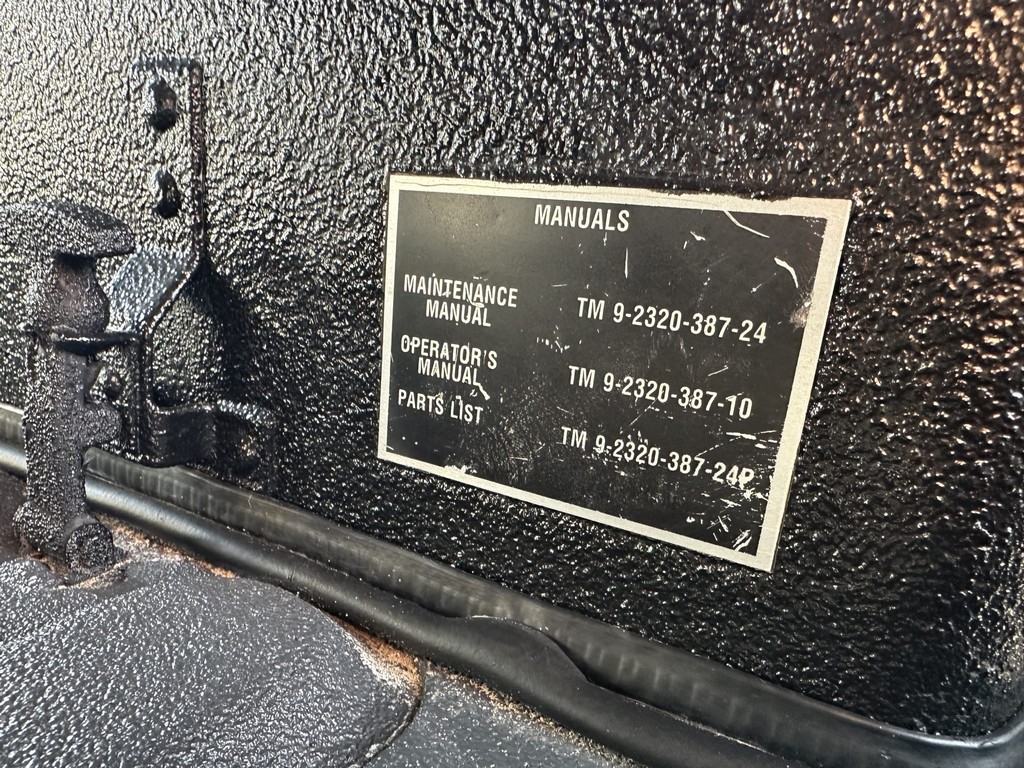 MANUALS
MAINTENANCE
MANUAL
TM 9-2320-387-24
OPERATOR'S
MANUAL
TM 9-2320-387-10
PARTS LIST
TM 9-2320-387-24P